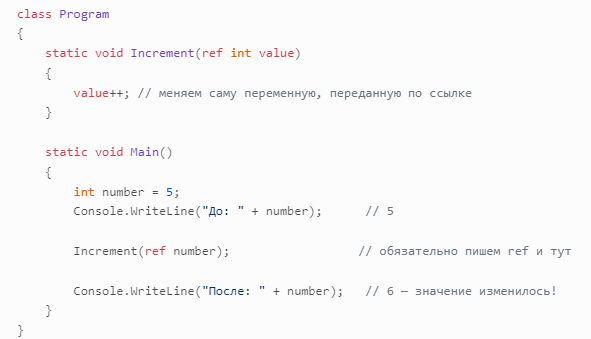 class Program
{
    static void Increment(ref int value)
    {
        value++; // меняем саму переменную, переданную по ссылке
    }

    static void Main()
    {
        int number = 5;
        Console.WriteLine("До: " + number);      // 5

        Increment(ref number);                  // обязательно пишем ref и тут

        Console.WriteLine("После: " + number);   // 6 — значение изменилось!
    }
}